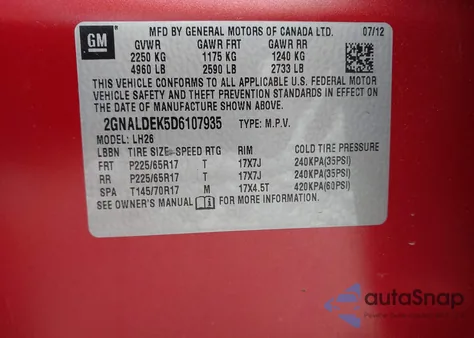 GM
MFD BY GENERAL MOTORS OF CANADA LTD. 07/12
GVWR GAWR FRT GAWR RR
2250 KG 1175 KG 1240 KG
4960 LB 2590 LB 2733 LB
THIS VEHICLE CONFORMS TO ALL APPLICABLE U.S. FEDERAL MOTOR
VEHICLE SAFETY AND THEFT PREVENTION STANDARDS IN EFFECT ON
THE DATE OF MANUFACTURE SHOWN ABOVE.
2GNALDEK5D6107935 TYPE: M.P.V.
MODEL: LH26
LBBN TIRE SIZE SPEED RTG RIM COLD TIRE PRESSURE
FRT P225/65R17 T 17X7J 240KPA(35PSI)
RR P225/65R17 T 17X7J 240KPA(35PSI)
SPA T145/70R17 M 17X4.5T 420KPA(60PSI)
SEE OWNER'S MANUAL FOR MORE INFORMATION.
autaSnap